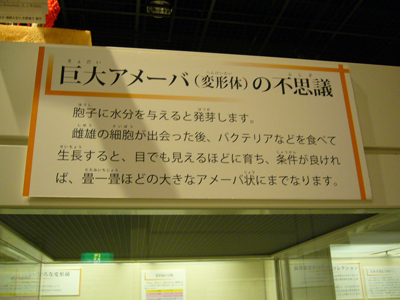 巨大アメーバ（変形体）の不思議
胞子に水分を与えると発芽します。
雌雄の細胞が出会った後、バクテリアなどを食べて
生長すると、目でも見えるほどに育ち、条件が良けれ
ば、畳一畳ほどの大きなアメーバ状にまでなります。